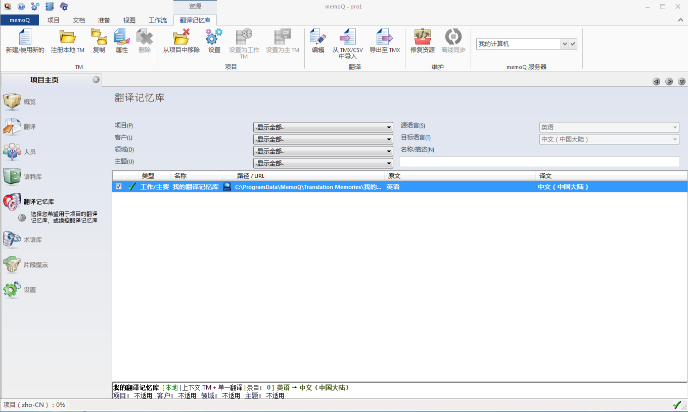 资源
memoQ - pro1
memoQ 项目 文档 准备 视图 工作流 翻译记忆库
新建/使用新的 注册本地 TM 复制 属性 删除 从项目中移除 设置 设置为工作 TM 设置为主 TM 编辑 从 TMX/CSV 中导入 导出至 TMX 修复资源 离线同步 我的计算机
TM 项目 翻译 维护 memoQ 服务器
项目主页
概览
翻译
人员
语料库
翻译记忆库
选择您希望用于项目的翻译
记忆库，或编辑翻译记忆库
术语库
片段提示
设置
翻译记忆库
项目(P) -显示全部- 源语言(S) 英语
客户(L) -显示全部- 目标语言(T) 中文（中国大陆）
领域(D) -显示全部- 名称/描述(N)
主题(U) -显示全部-
类型 名称 路径 / URL 原文 译文
工作/主要 我的翻译记忆库 C:\ProgramData\MemoQ\Translation Memories\我的... 英语 中文（中国大陆）
我的翻译记忆库 [本地|上下文 TM + 单一翻译|条目: 0] 英语 → 中文（中国大陆）
项目: 不适用 客户: 不适用 领域: 不适用 主题: 不适用
项目（zho-CN）: 0%